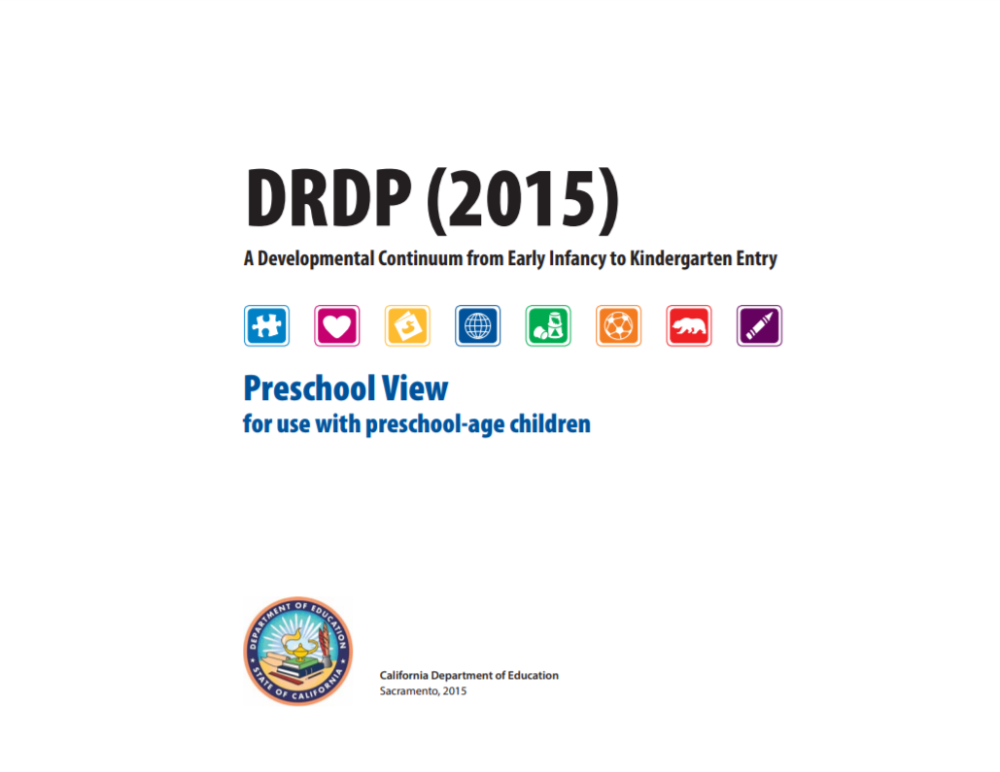 DRDP (2015)
A Developmental Continuum from Early Infancy to Kindergarten Entry
Preschool View
for use with preschool-age children
DEPARTMENT OF EDUCATION
STATE OF CALIFORNIA
California Department of Education
Sacramento, 2015